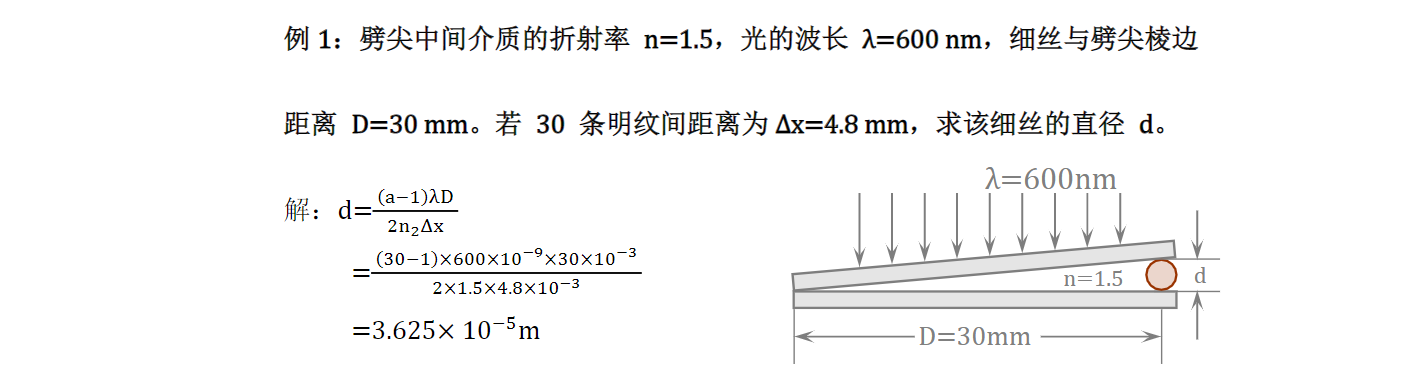 例 1：劈尖中间介质的折射率 n=1.5，光的波长 λ=600 nm，细丝与劈尖棱边
距离 D=30 mm。若 30 条明纹间距离为 Δx=4.8 mm，求该细丝的直径 d。
解：d=\frac{(a−1)λD}{2n₂Δx}
=\frac{(30−1)×600×10⁻⁹×30×10⁻³}{2×1.5×4.8×10⁻³}
=3.625× 10⁻⁵m
λ=600nm
n=1.5
d
D=30mm